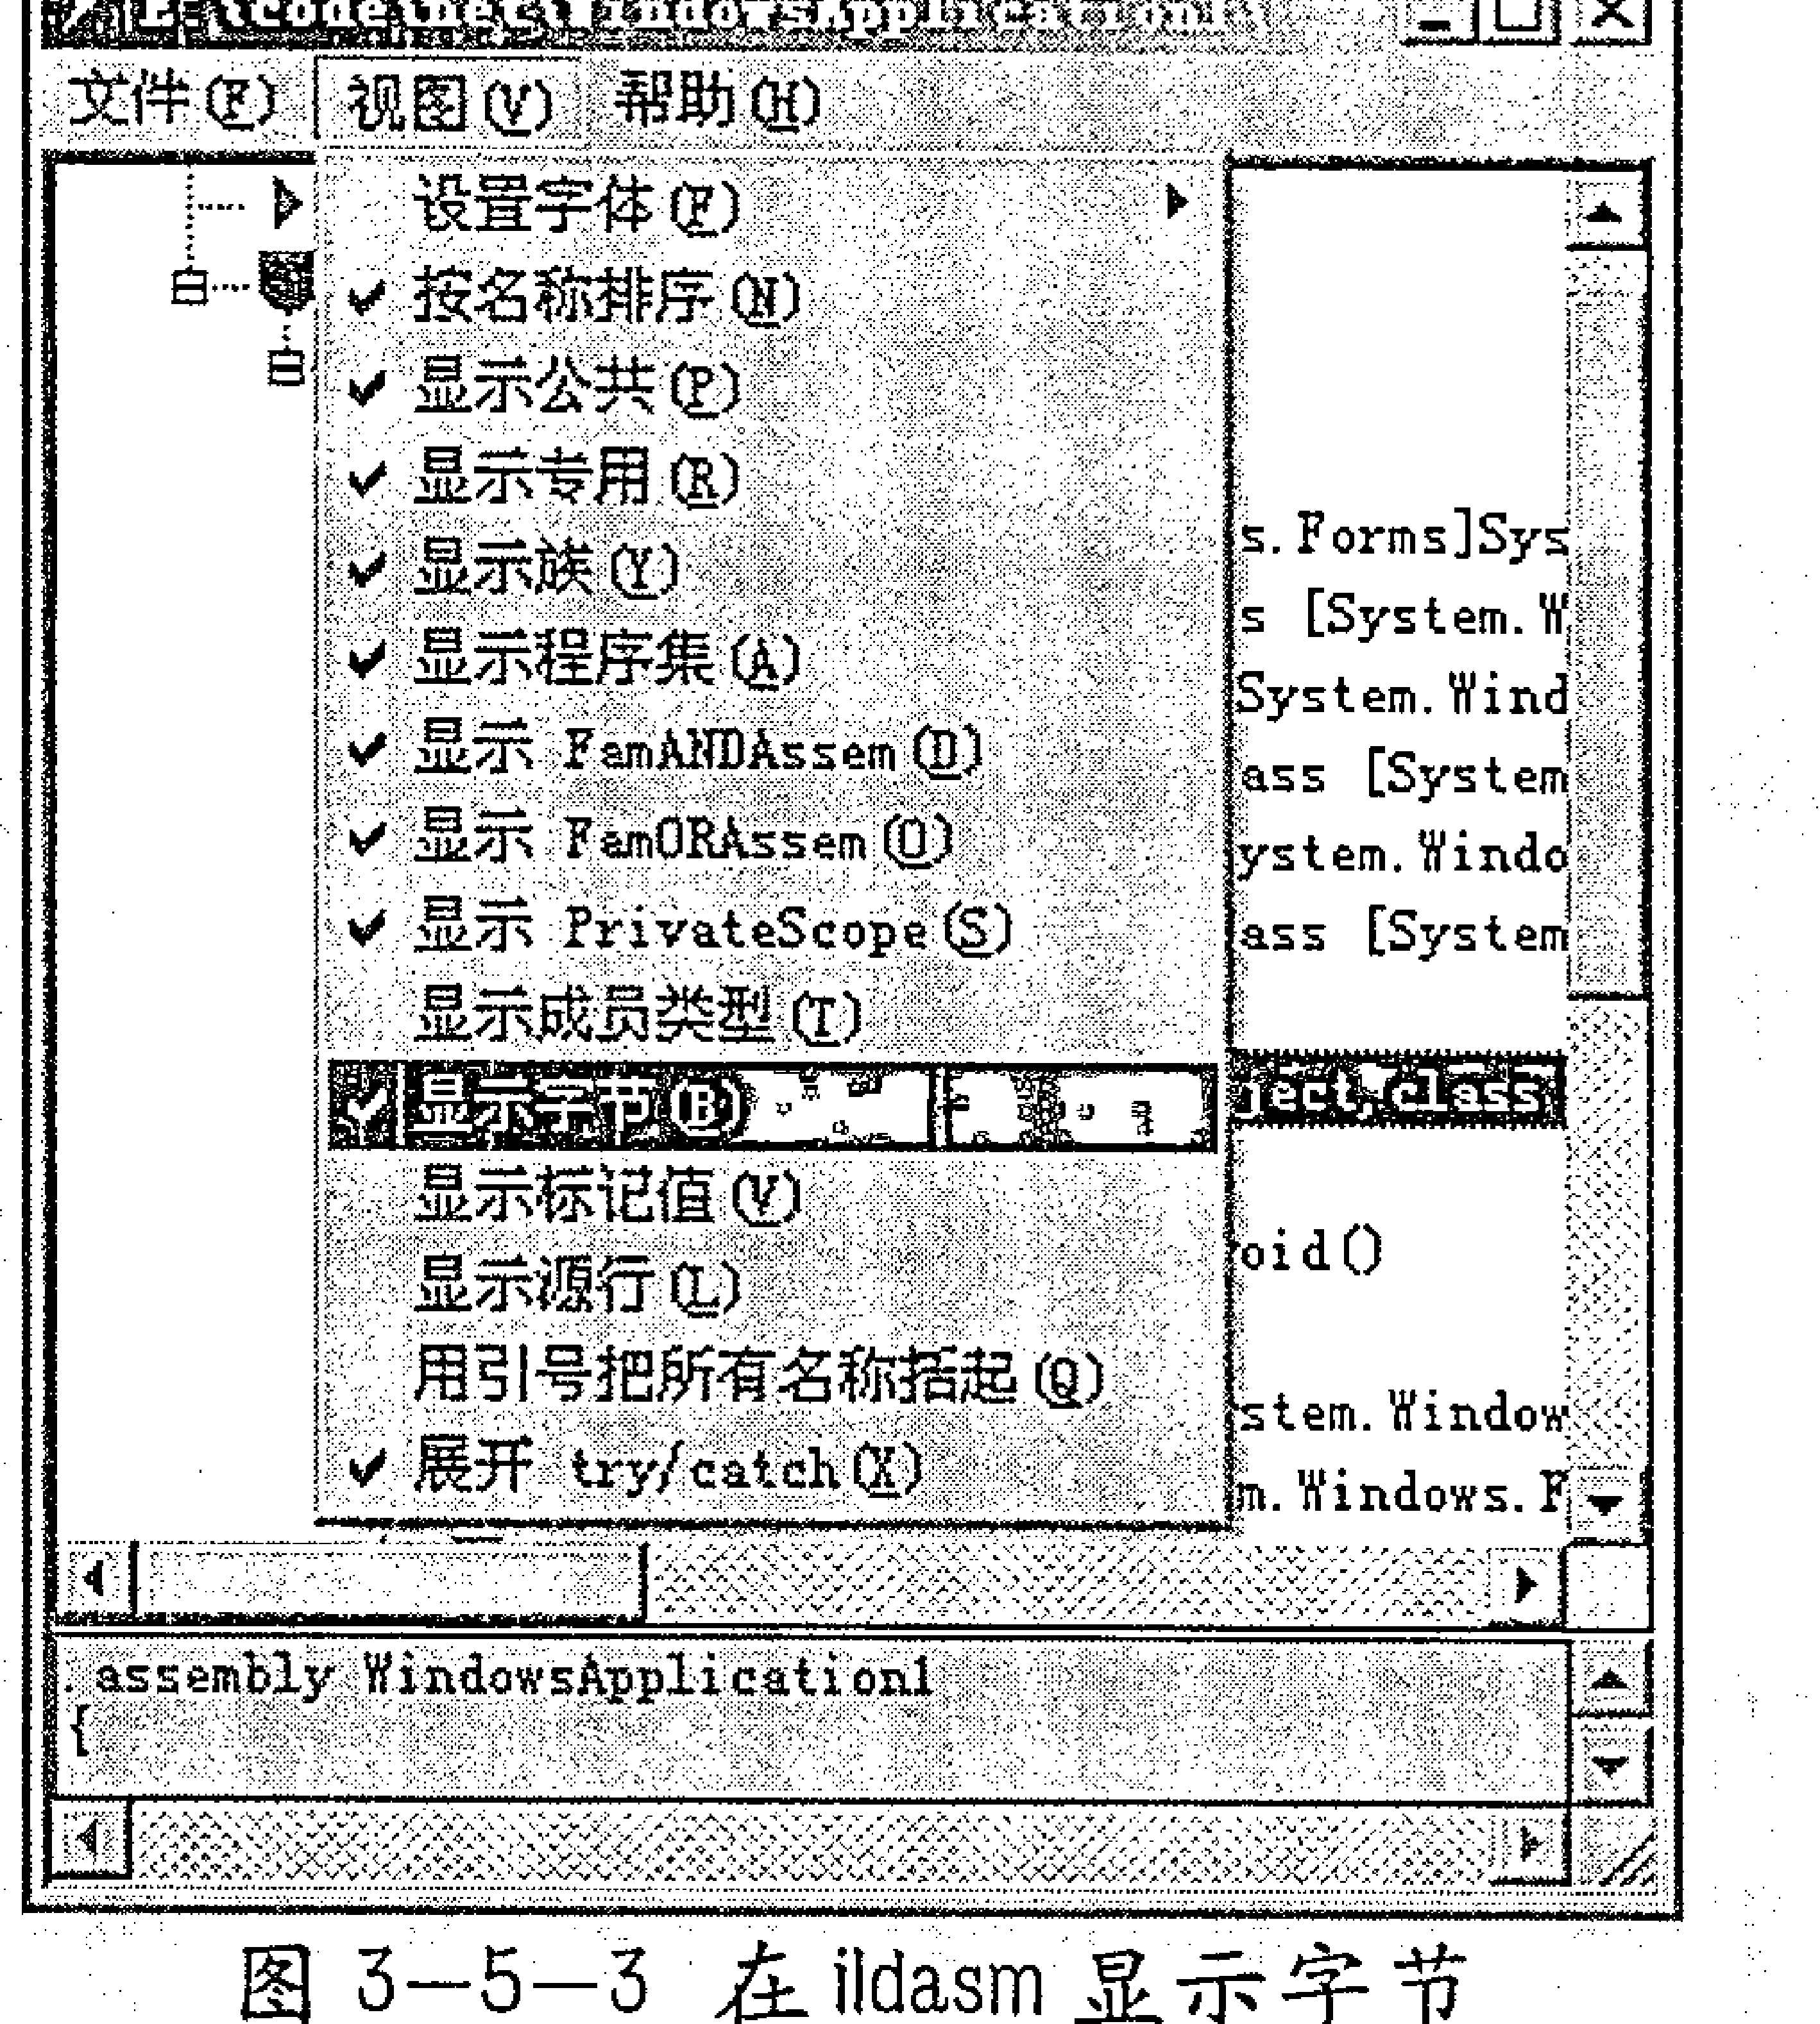 E:\code\net\WindowsApplication1\
文件(F) 视图(V) 帮助(H)
设置字体(F)
按名称排序(N)
显示公共(P)
显示专用(R)
显示族(Y)
显示程序集(A)
显示 FamANDAssem(D)
显示 FamORAssem(O)
显示 PrivateScope(S)
显示成员类型(T)
显示字节(B)
显示标记值(V)
显示源行(L)
用引号把所有名称括起(Q)
展开 try/catch(X)
s.Forms]Sys
s [System.W
System.Wind
ass [System
ystem.Windo
ass [System
ject,class
oid()
stem.Window
m.Windows.F
.assembly WindowsApplication1
{
图 3—5—3 在 ildasm 显示字节